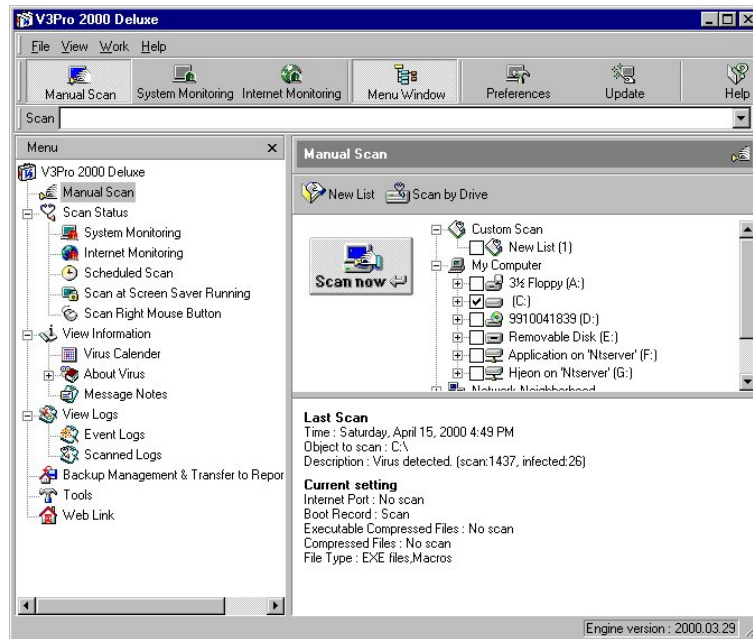 V3Pro 2000 Deluxe
File View Work Help
Manual Scan System Monitoring Internet Monitoring Menu Window Preferences Update Help
Scan
Menu
V3Pro 2000 Deluxe
Manual Scan
Scan Status
System Monitoring
Internet Monitoring
Scheduled Scan
Scan at Screen Saver Running
Scan Right Mouse Button
View Information
Virus Calender
About Virus
Message Notes
View Logs
Event Logs
Scanned Logs
Backup Management & Transfer to Repor
Tools
Web Link
Manual Scan
New List Scan by Drive
Scan now
Custom Scan
New List (1)
My Computer
3½ Floppy (A:)
(C:)
9910041839 (D:)
Removable Disk (E:)
Application on 'Ntserver' (F:)
Hjeon on 'Ntserver' (G:)
Network Neighborhood
Last Scan
Time : Saturday, April 15, 2000 4:49 PM
Object to scan : C:\
Description : Virus detected. (scan:1437, infected:26)
Current setting
Internet Port : No scan
Boot Record : Scan
Executable Compressed Files : No scan
Compressed Files : No scan
File Type : EXE files,Macros
Engine version : 2000.03.29